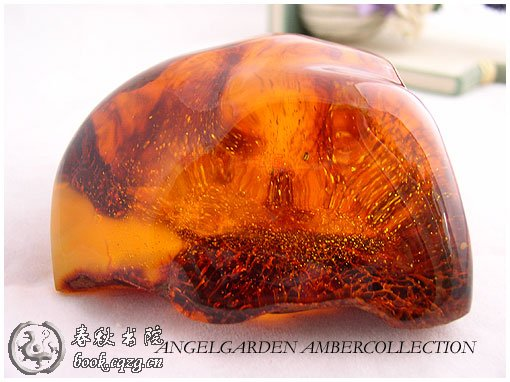 春秋书院
book.cqzg.cn
ANGELGARDEN AMBERCOLLECTION